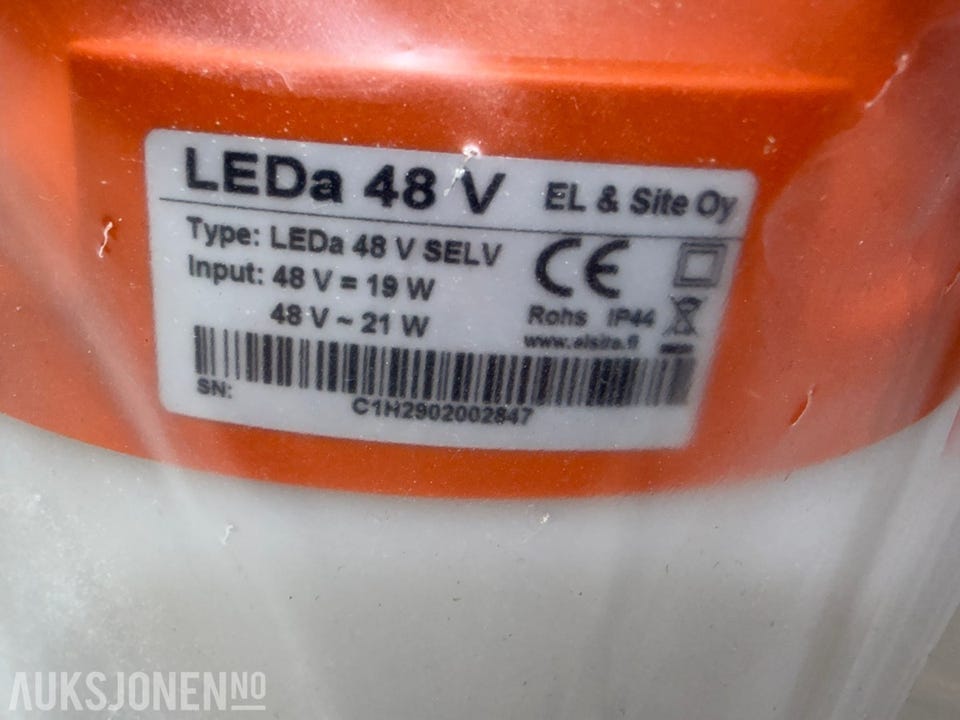 LEDa 48 V EL & Site Oy
Type: LEDa 48 V SELV
Input: 48 V = 19 W
48 V ~ 21 W
CE
Rohs IP44
www.elsite.fi
SN:
C1H2902002847
AUKSJONEN.NO